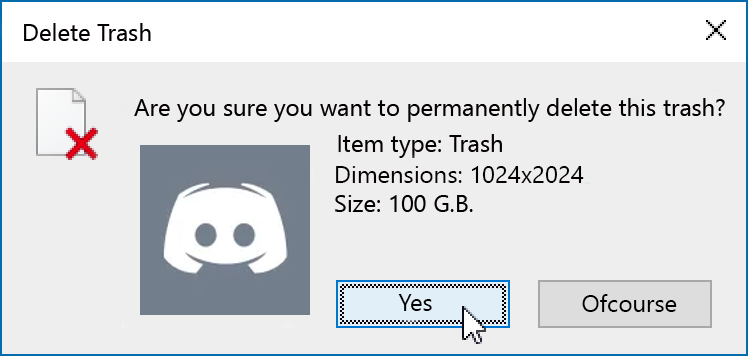 Delete Trash
Are you sure you want to permanently delete this trash?
Item type: Trash
Dimensions: 1024x2024
Size: 100 G.B.
Yes
Ofcourse